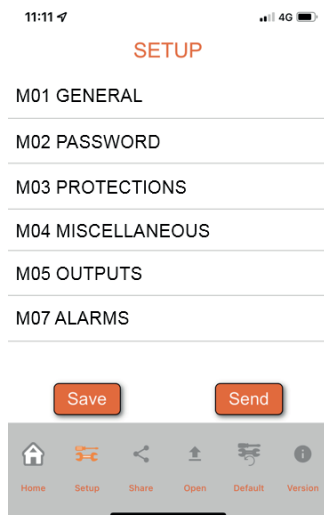 11:11 4G
SETUP
M01 GENERAL
M02 PASSWORD
M03 PROTECTIONS
M04 MISCELLANEOUS
M05 OUTPUTS
M07 ALARMS
Save Send
Home Setup Share Open Default Version